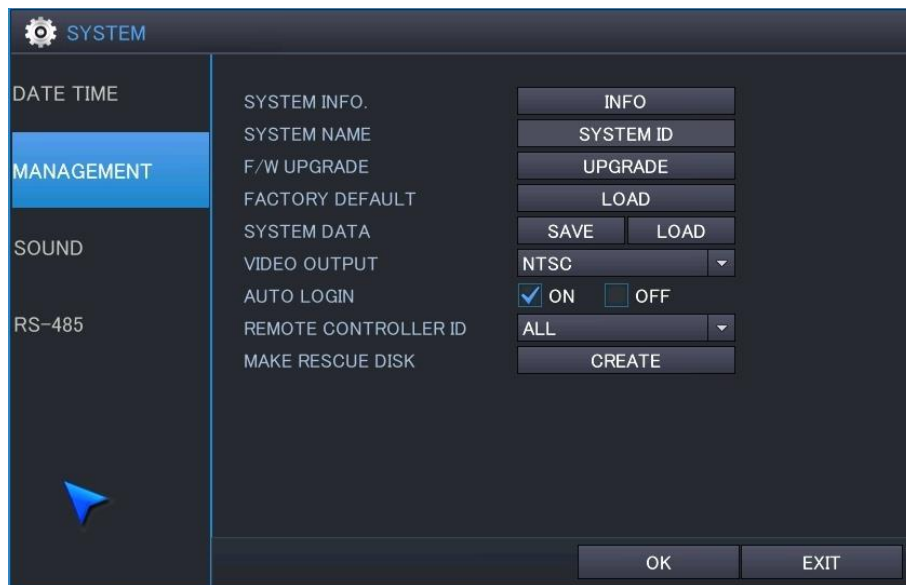 SYSTEM
DATE TIME
MANAGEMENT
SOUND
RS-485
SYSTEM INFO. INFO
SYSTEM NAME SYSTEM ID
F/W UPGRADE UPGRADE
FACTORY DEFAULT LOAD
SYSTEM DATA SAVE LOAD
VIDEO OUTPUT NTSC
AUTO LOGIN ON OFF
REMOTE CONTROLLER ID ALL
MAKE RESCUE DISK CREATE
OK EXIT